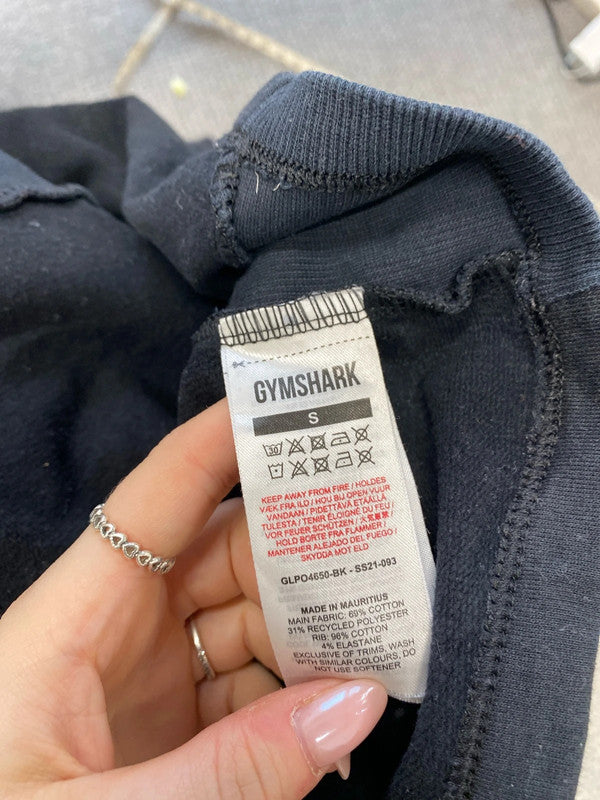 GYMSHARK
S
30
KEEP AWAY FROM FIRE / HOLDES
VÆK FRA ILD / HOU BIJ OPEN VUUR
VANDAAN / PIDETTÄVÄ ETÄÄLLÄ
TULESTA / TENIR ÉLOIGNÉ DU FEU /
VOR FEUER SCHÜTZEN / 火気厳禁 /
HOLD BORTE FRA FLAMMER /
MANTENER ALEJADO DEL FUEGO /
SKYDDA MOT ELD
GLPO4650-BK - SS21-093
MADE IN MAURITIUS
MAIN FABRIC: 69% COTTON
31% RECYCLED POLYESTER
RIB: 96% COTTON
4% ELASTANE
EXCLUSIVE OF TRIMS, WASH
WITH SIMILAR COLOURS, DO
NOT USE SOFTENER